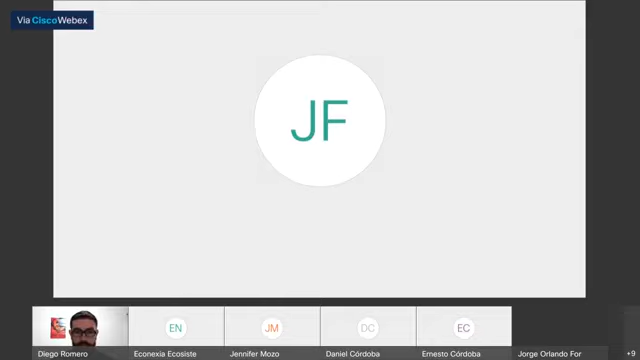 Via CiscoWebex
JF
EN
JM
DC
EC
Diego Romero
Econexia Ecosiste
Jennifer Mozo
Daniel Córdoba
Ernesto Córdoba
Jorge Orlando For
+9